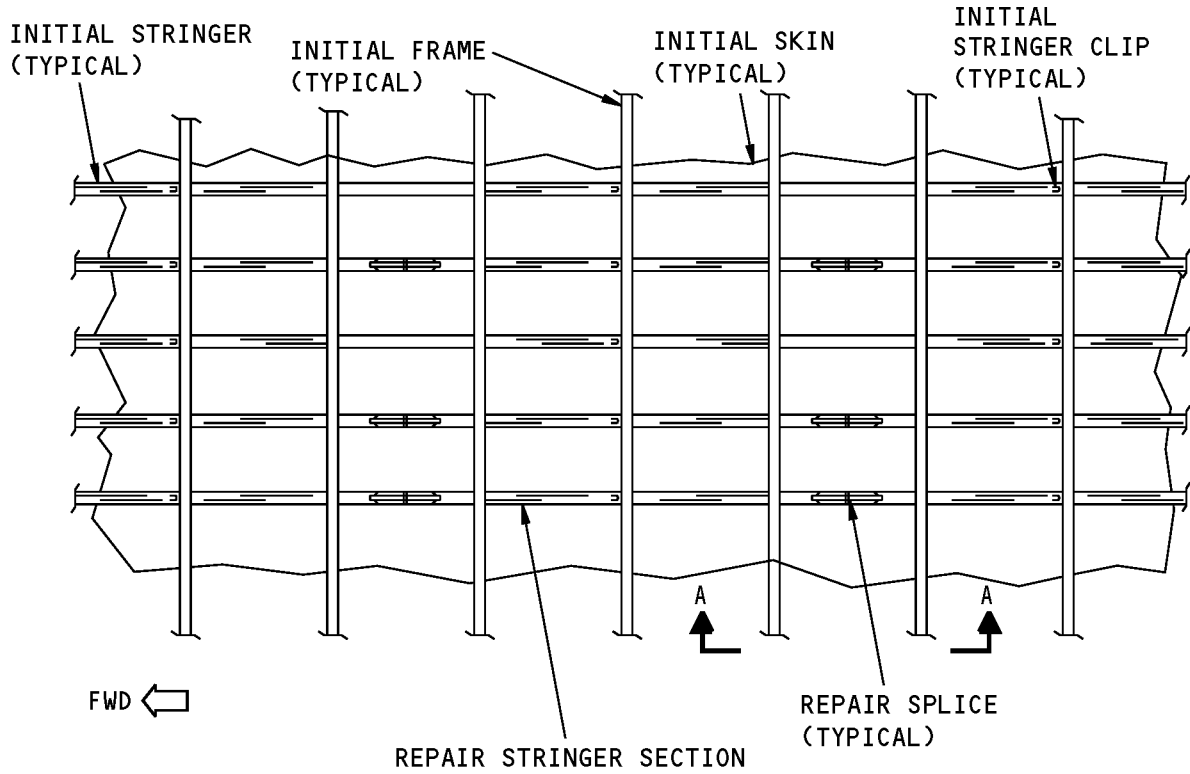 INITIAL STRINGER
(TYPICAL)
INITIAL FRAME
(TYPICAL)
INITIAL SKIN
(TYPICAL)
INITIAL
STRINGER CLIP
(TYPICAL)
A
A
FWD
REPAIR STRINGER SECTION
REPAIR SPLICE
(TYPICAL)